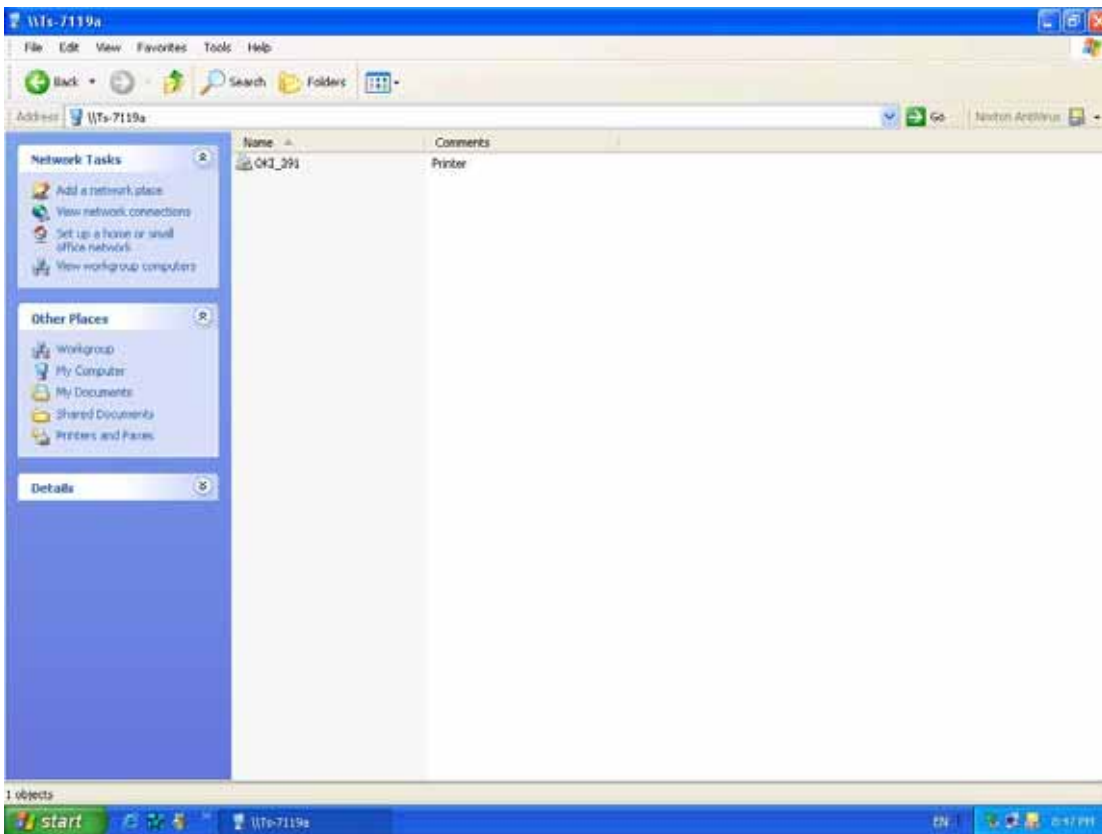 \\Ts-7119a
File Edit View Favorites Tools Help
Back Search Folders
Address \\Ts-7119a Go Norton AntiVirus
Name Comments
OKI_391 Printer
Network Tasks
Add a network place
View network connections
Set up a home or small
office network
View workgroup computers
Other Places
Workgroup
My Computer
My Documents
Shared Documents
Printers and Faxes
Details
1 objects
start \\Ts-7119a EN